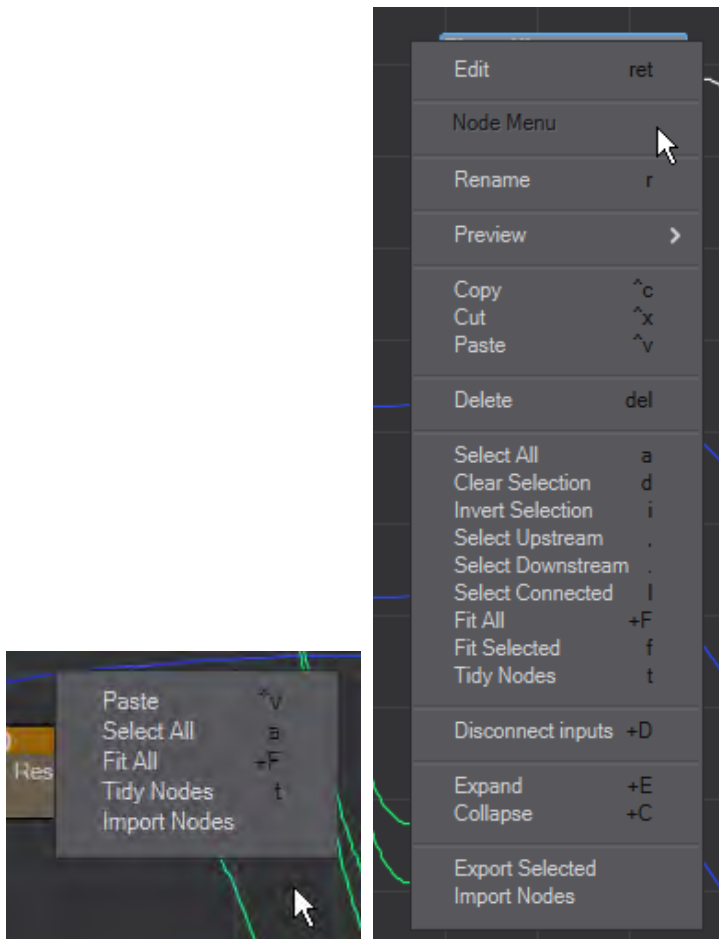 Paste ^v
Select All a
Fit All +F
Tidy Nodes t
Import Nodes
Res
Edit ret
Node Menu
Rename r
Preview
Copy ^c
Cut ^x
Paste ^v
Delete del
Select All a
Clear Selection d
Invert Selection i
Select Upstream ,
Select Downstream .
Select Connected l
Fit All +F
Fit Selected f
Tidy Nodes t
Disconnect inputs +D
Expand +E
Collapse +C
Export Selected
Import Nodes